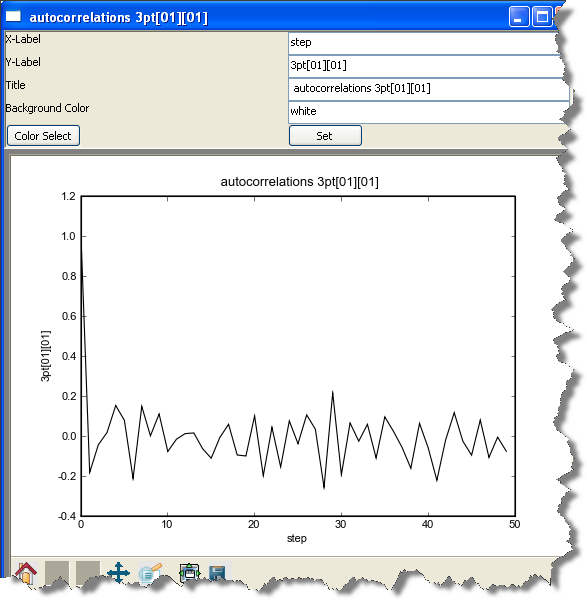 autocorrelations 3pt[01][01]
X-Label step
Y-Label 3pt[01][01]
Title autocorrelations 3pt[01][01]
Background Color white
Color Select Set
autocorrelations 3pt[01][01]
1.2
1.0
0.8
0.6
0.4
0.2
0.0
-0.2
-0.4
3pt[01][01]
0 10 20 30 40 50
step